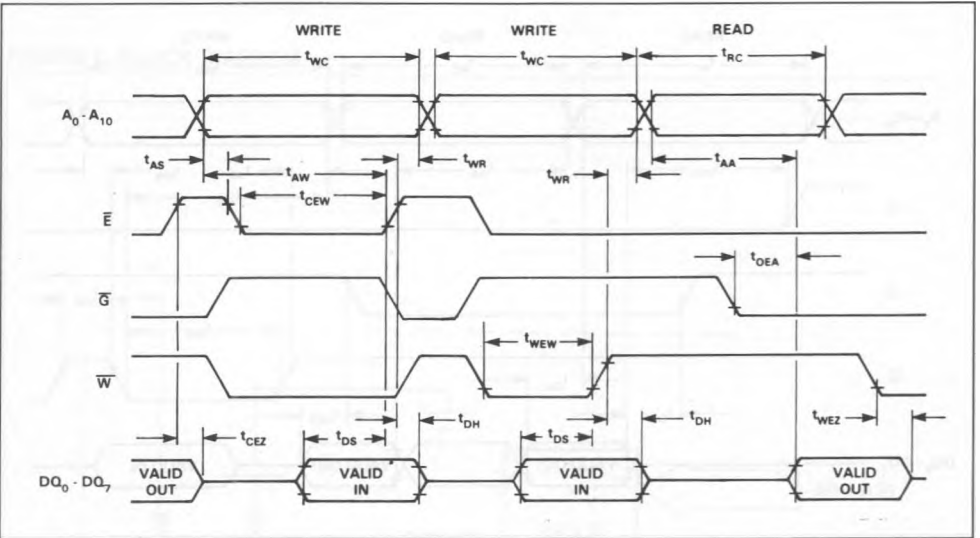 WRITE WRITE READ
tWC tWC tRC
A0 - A10
tAS tAW tWR tWR tAA
tCEW
E̅
tOEA
G̅
tWEW
W̅
tCEZ tDS tDH tDS tDH tWEZ
DQ0 - DQ7 VALID OUT VALID IN VALID IN VALID OUT